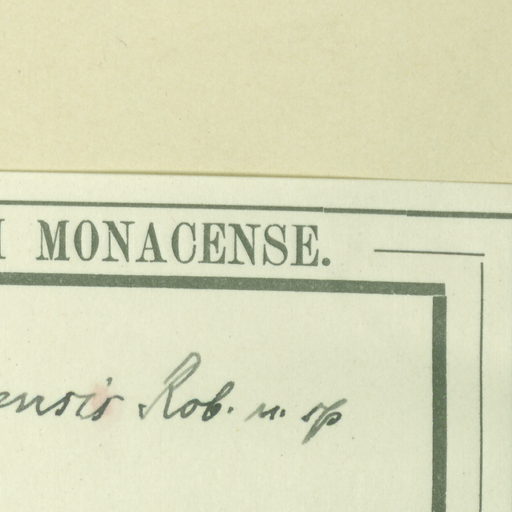 I MONACENSE.
ensis Rob. n. sp